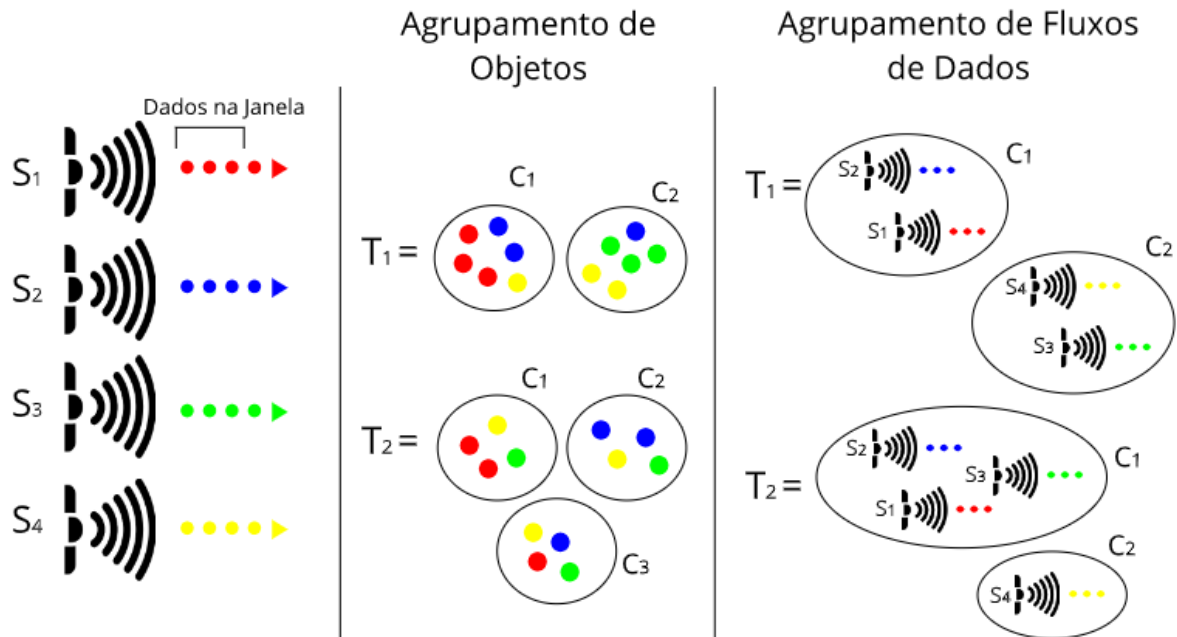 Agrupamento de
Objetos
Agrupamento de Fluxos
de Dados
Dados na Janela
S1
S2
S3
S4
T1 =
C1
C2
T2 =
C1
C2
C3
T1 =
C1
S2
S1
C2
S4
S3
T2 =
C1
S2
S3
S1
C2
S4